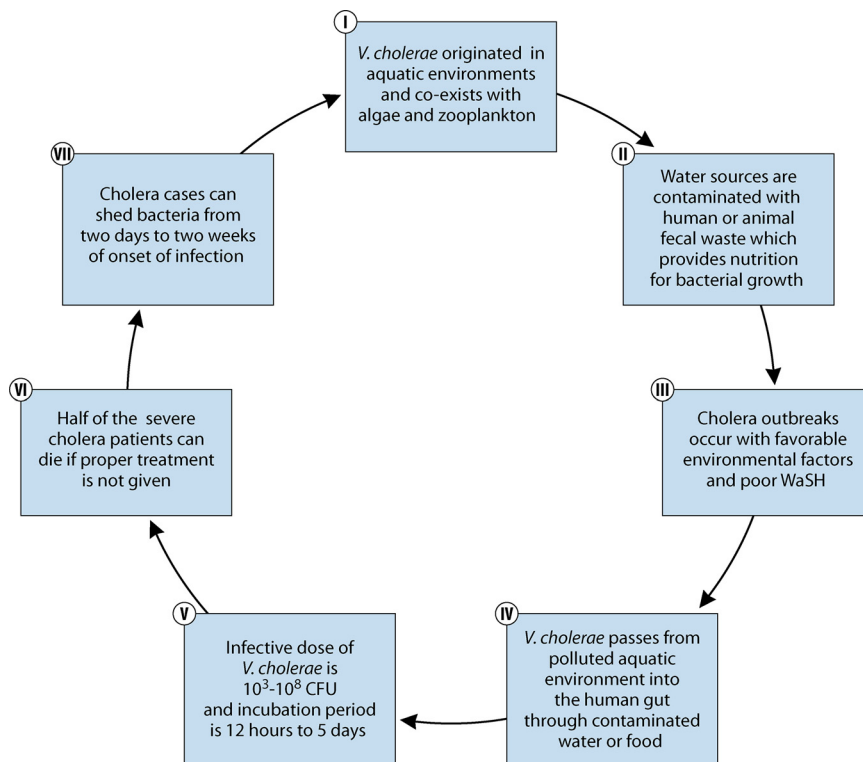 I
V. cholerae originated in
aquatic environments
and co-exists with
algae and zooplankton
II
Water sources are
contaminated with
human or animal
fecal waste which
provides nutrition
for bacterial growth
III
Cholera outbreaks
occur with favorable
environmental factors
and poor WaSH
IV
V. cholerae passes from
polluted aquatic
environment into
the human gut
through contaminated
water or food
V
Infective dose of
V. cholerae is
10³-10⁸ CFU
and incubation period
is 12 hours to 5 days
VI
Half of the severe
cholera patients can
die if proper treatment
is not given
VII
Cholera cases can
shed bacteria from
two days to two weeks
of onset of infection